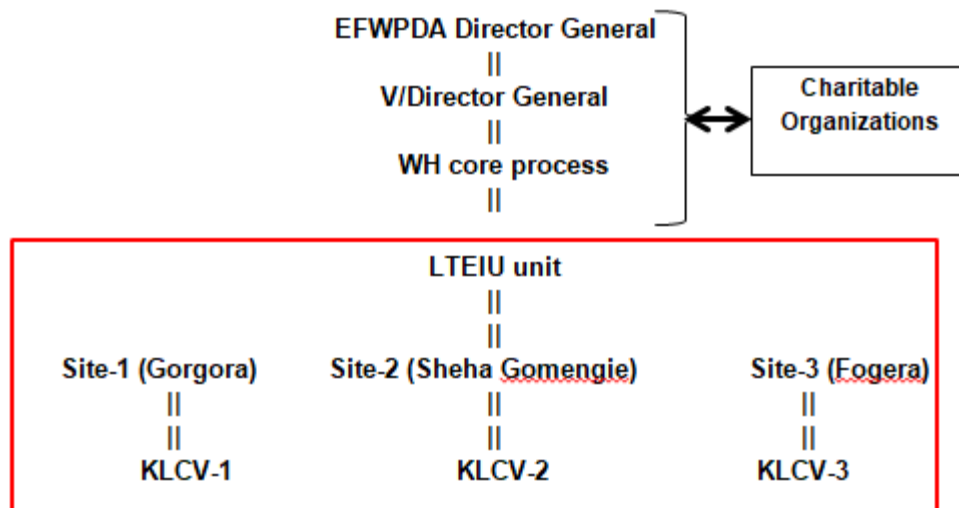 EFWPDA Director General
||
V/Director General
||
WH core process
||
Charitable
Organizations
LTEIU unit
||
||
Site-1 (Gorgora) Site-2 (Sheha Gomengie) Site-3 (Fogera)
|| || ||
|| || ||
KLCV-1 KLCV-2 KLCV-3